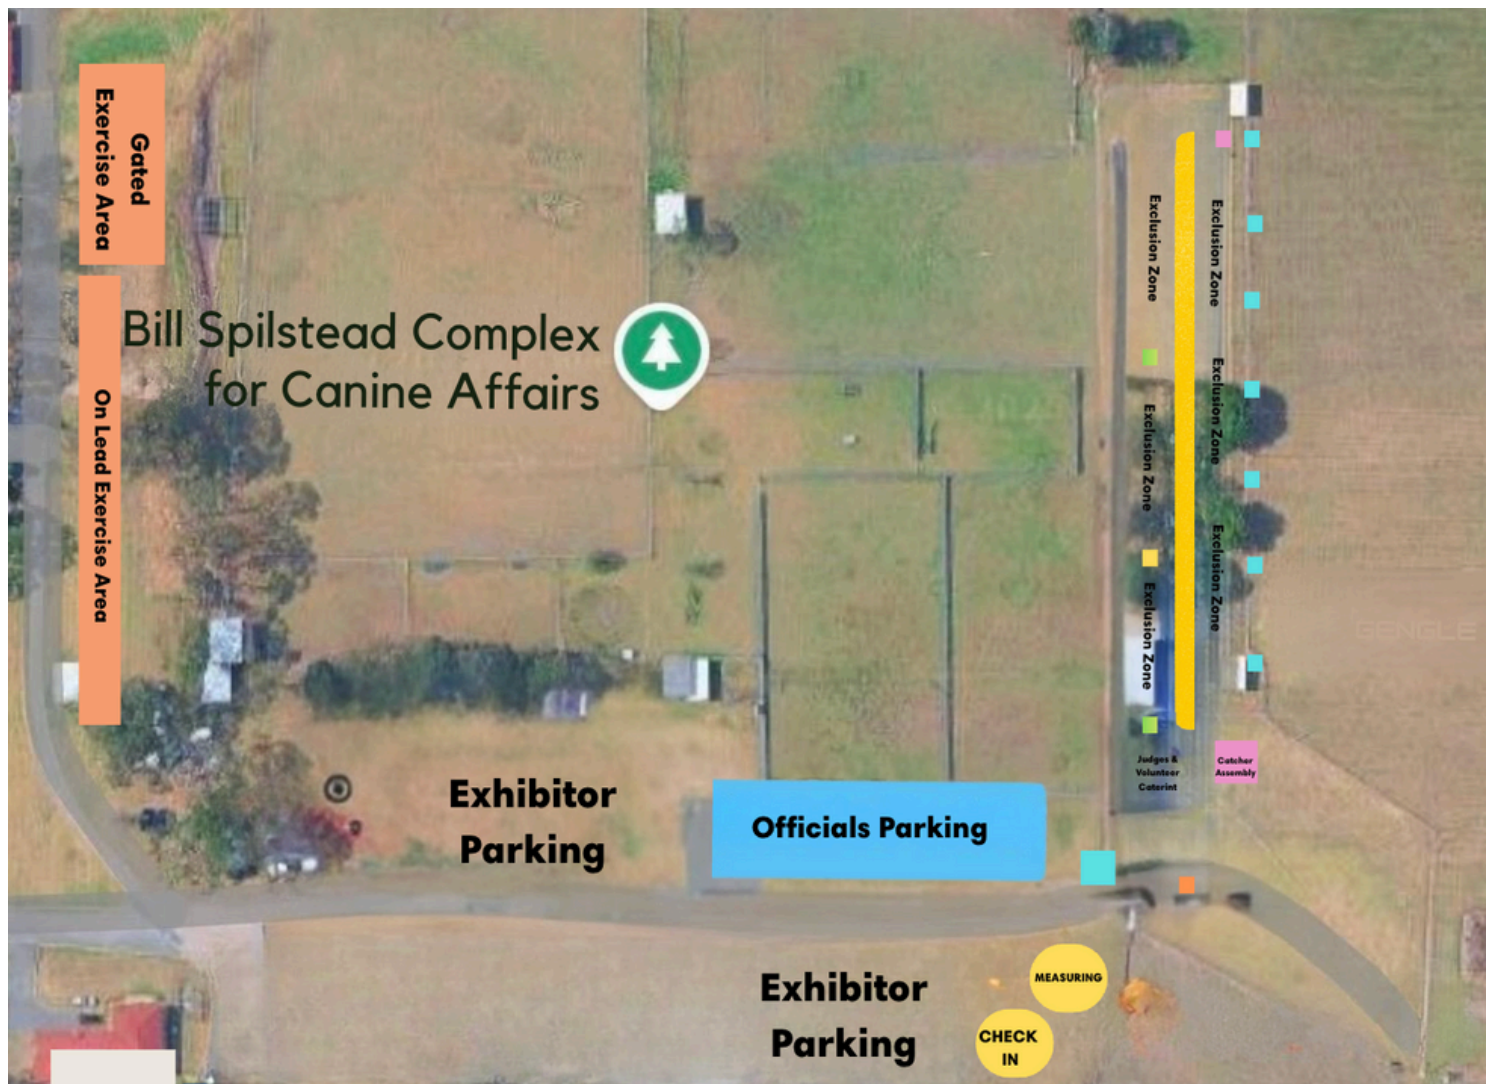 Gated
Exercise Area
On Lead Exercise Area
Bill Spilstead Complex
for Canine Affairs
Exclusion Zone
Exclusion Zone
Exclusion Zone
Exclusion Zone
Exclusion Zone
Exclusion Zone
Judges &
Volunteer
Caterint
Catcher
Assembly
Exhibitor
Parking
Officials Parking
MEASURING
CHECK
IN
Exhibitor
Parking